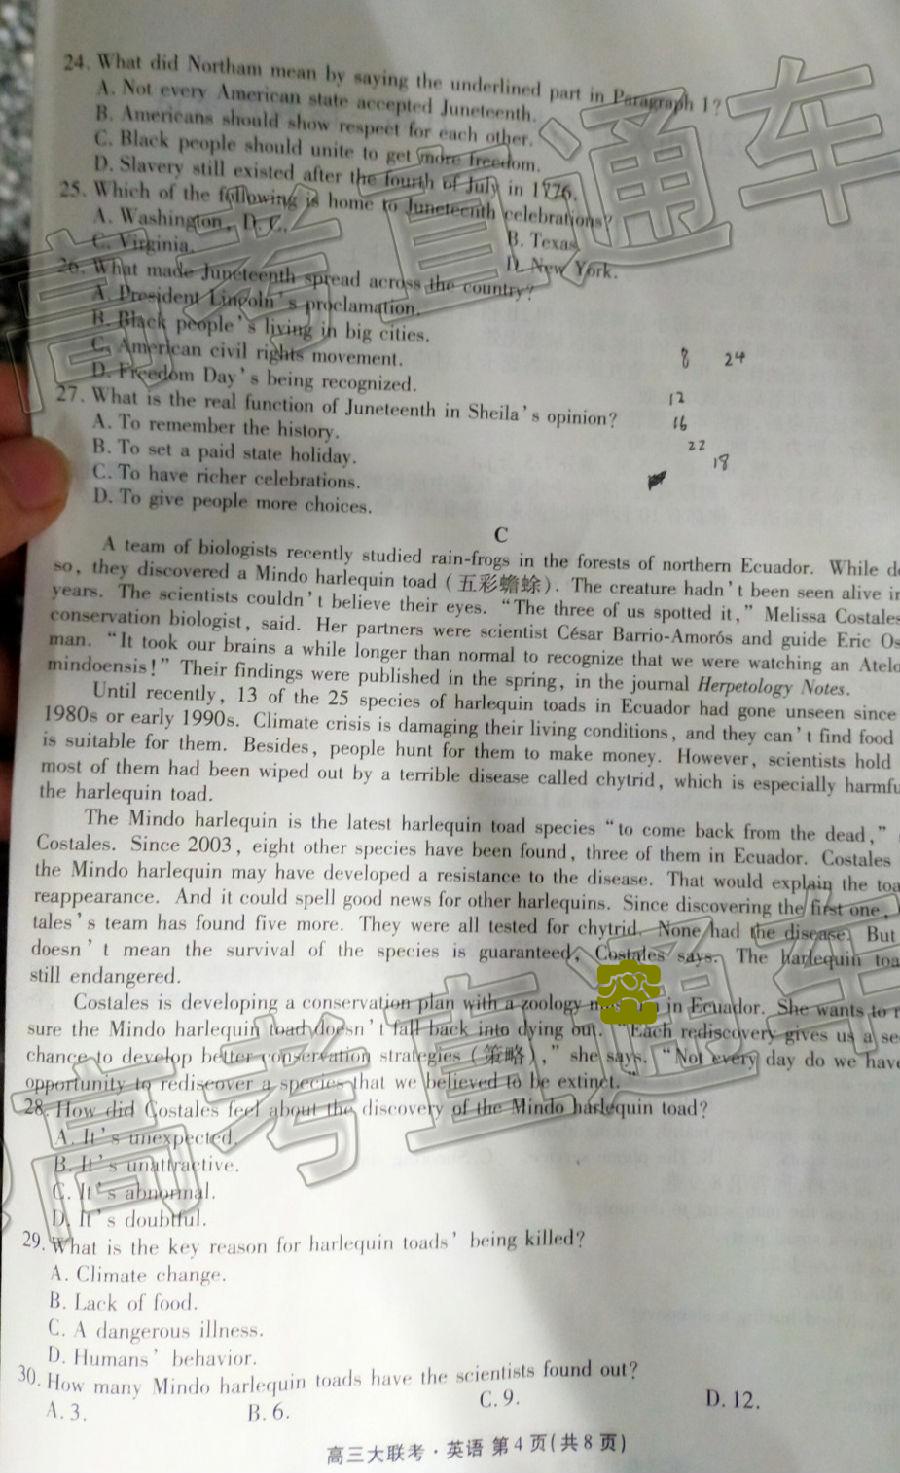 24. What did Northam mean by saying the underlined part in Paragraph 1?
A. Not every American state accepted Juneteenth.
B. Americans should show respect for each other.
C. Black people should unite to get more freedom.
D. Slavery still existed after the fourth of July in 1776.
25. Which of the following is home to Juneteenth celebrations?
A. Washington, D. C.
B. Texas.
C. Virginia.
D. New York.
26. What made Juneteenth spread across the country?
A. President Lincoln's proclamation.
B. Black people's living in big cities.
C. American civil rights movement.
D. Freedom Day's being recognized.
27. What is the real function of Juneteenth in Sheila's opinion?
A. To remember the history.
B. To set a paid state holiday.
C. To have richer celebrations.
D. To give people more choices.
8 24
12
16
22
18
C
A team of biologists recently studied rain-frogs in the forests of northern Ecuador. While
so, they discovered a Mindo harlequin toad (五彩蟾蜍). The creature hadn't been seen alive
years. The scientists couldn't believe their eyes. "The three of us spotted it," Melissa Costales
conservation biologist, said. Her partners were scientist César Barrio-Amorós and guide Eric
man. "It took our brains a while longer than normal to recognize that we were watching an
mindoensis!" Their findings were published in the spring, in the journal Herpetology Notes.
Until recently, 13 of the 25 species of harlequin toads in Ecuador had gone unseen since
1980s or early 1990s. Climate crisis is damaging their living conditions, and they can't find food
is suitable for them. Besides, people hunt for them to make money. However, scientists hold
most of them had been wiped out by a terrible disease called chytrid, which is especially
the harlequin toad.
The Mindo harlequin is the latest harlequin toad species "to come back from the dead,"
Costales. Since 2003, eight other species have been found, three of them in Ecuador. Costales
the Mindo harlequin may have developed a resistance to the disease. That would explain the
reappearance. And it could spell good news for other harlequins. Since discovering the first one,
tales's team has found five more. They were all tested for chytrid. None had the disease. But
doesn't mean the survival of the species is guaranteed, Costales says. The harlequin
still endangered.
Costales is developing a conservation plan with a zoology in Ecuador. She wants to
sure the Mindo harlequin toad doesn't fall back into dying out. "Each rediscovery gives us a
chance to develop better conservation strategies (策略)," she says. "Not every day do we have
opportunity to rediscover a species that we believed to be extinct."
28. How did Costales feel about the discovery of the Mindo harlequin toad?
A. It's unexpected.
B. It's unattractive.
C. It's abnormal.
D. It's doubtful.
29. What is the key reason for harlequin toads' being killed?
A. Climate change.
B. Lack of food.
C. A dangerous illness.
D. Humans' behavior.
30. How many Mindo harlequin toads have the scientists found out?
A. 3.
B. 6.
C. 9.
D. 12.
高三大联考·英语 第4页(共8页)
高考直通车
高考直通车